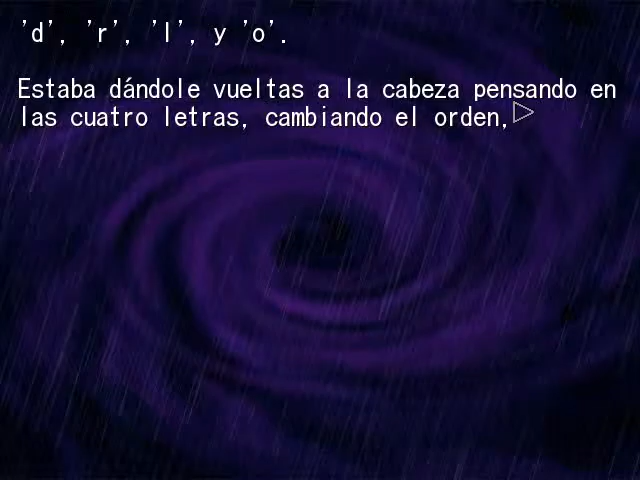 'd', 'r', 'l', y 'o'.
Estaba dándole vueltas a la cabeza pensando en
las cuatro letras, cambiando el orden,